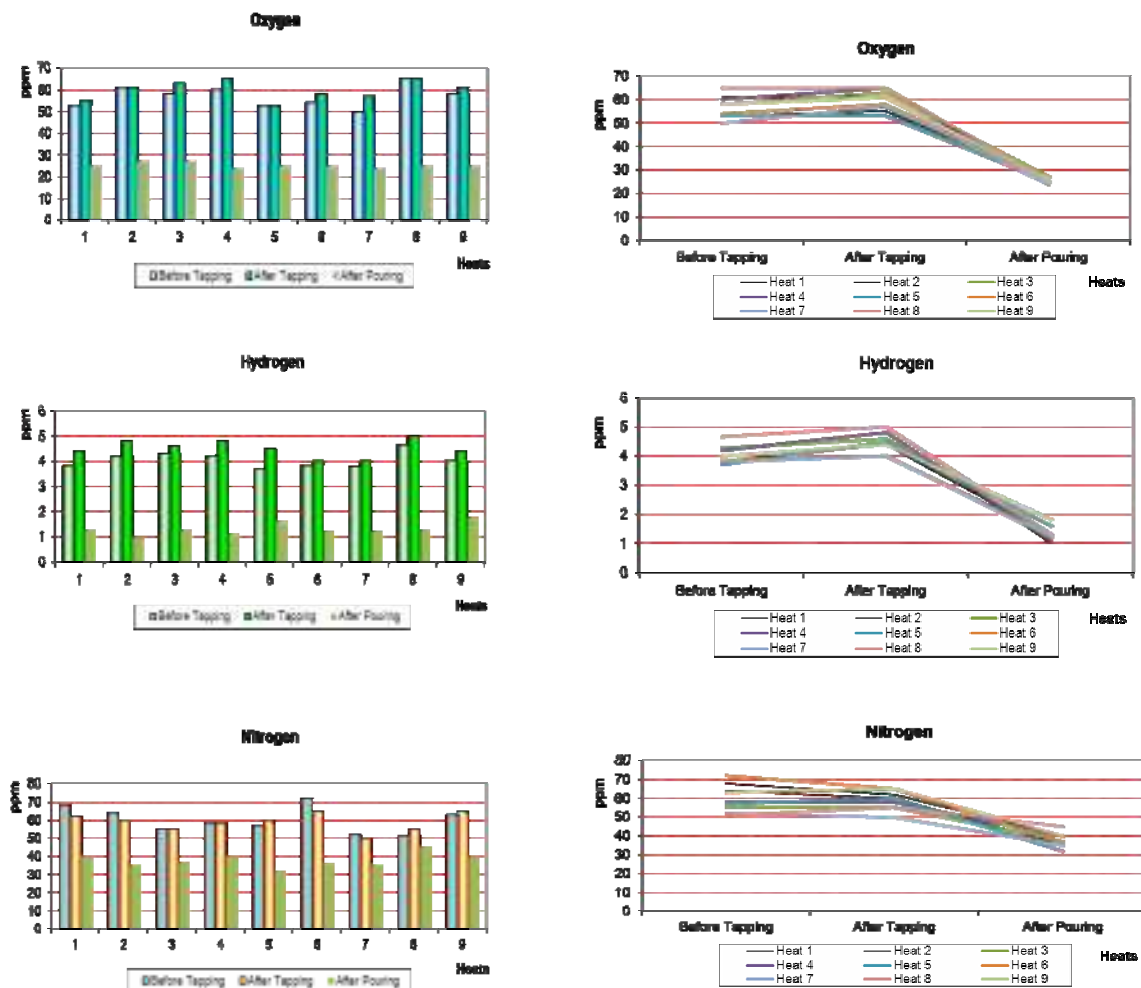 Oxygen
ppm
70
60
50
40
30
20
10
0
1 2 3 4 5 6 7 8 9
Heats
Before Tapping After Tapping After Pouring
Oxygen
ppm
70
60
50
40
30
20
10
0
Before Tapping After Tapping After Pouring
Heats
Heat 1 Heat 2 Heat 3
Heat 4 Heat 5 Heat 6
Heat 7 Heat 8 Heat 9
Hydrogen
ppm
6
5
4
3
2
1
0
1 2 3 4 5 6 7 8 9
Heats
Before Tapping After Tapping After Pouring
Hydrogen
ppm
6
5
4
3
2
1
0
Before Tapping After Tapping After Pouring
Heats
Heat 1 Heat 2 Heat 3
Heat 4 Heat 5 Heat 6
Heat 7 Heat 8 Heat 9
Nitrogen
ppm
80
70
60
50
40
30
20
10
0
1 2 3 4 5 6 7 8 9
Heats
Before Tapping After Tapping After Pouring
Nitrogen
ppm
80
70
60
50
40
30
20
10
0
Before Tapping After Tapping After Pouring
Heats
Heat 1 Heat 2 Heat 3
Heat 4 Heat 5 Heat 6
Heat 7 Heat 8 Heat 9